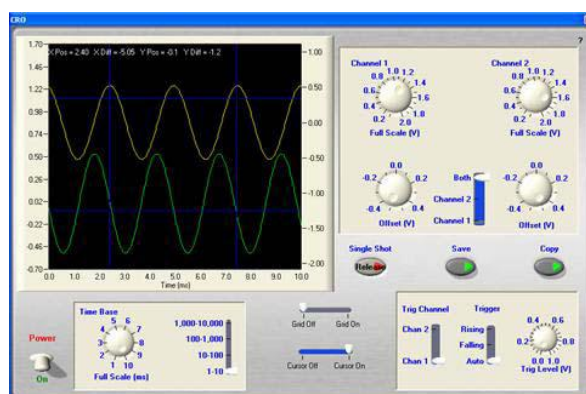 CRO
?
X Pos = 2.40 X Diff = -5.05 Y Pos = -0.1 Y Diff = -1.2
1.70
1.46
1.22
0.98
0.74
0.50
0.26
0.02
-0.22
-0.46
-0.70
1.00
0.50
0.00
-0.50
-1.00
-1.50
-2.00
0.0 1.0 2.0 3.0 4.0 5.0 6.0 7.0 8.0 9.0 10.0
Time (ms)
Channel 1
0.2 0.4 0.6 0.8 1.0 1.2 1.4 1.6 1.8 2.0
Full Scale (V)
Channel 2
0.2 0.4 0.6 0.8 1.0 1.2 1.4 1.6 1.8 2.0
Full Scale (V)
-0.4 -0.2 0.0 0.2 0.4
Offset (V)
Both
Channel 2
Channel 1
-0.4 -0.2 0.0 0.2 0.4
Offset (V)
Single Shot
Release
Save
Copy
Power
On
Time Base
1 2 3 4 5 6 7 8 9 10
Full Scale (ms)
1,000-10,000
100-1,000
10-100
1-10
Grid Off Grid On
Cursor Off Cursor On
Trig Channel
Chan 2
Chan 1
Trigger
Rising
Falling
Auto
0.0 0.2 0.4 0.6 0.8 1.0
Trig Level (V)